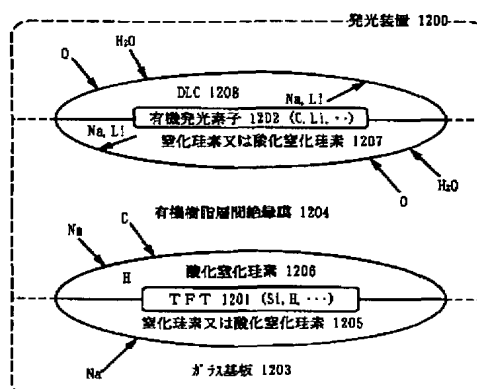 発光装置 1200
O
H₂O
DLC 1208
Na, Li
有機発光素子 1202 (C, Li, ··)
Na, Li
窒化珪素又は酸化窒化珪素 1207
H₂O
O
有機樹脂層間絶縁膜 1204
Na
C
H
酸化窒化珪素 1206
TFT 1201 (Si, H, ···)
窒化珪素又は酸化窒化珪素 1205
Na
ガラス基板 1203